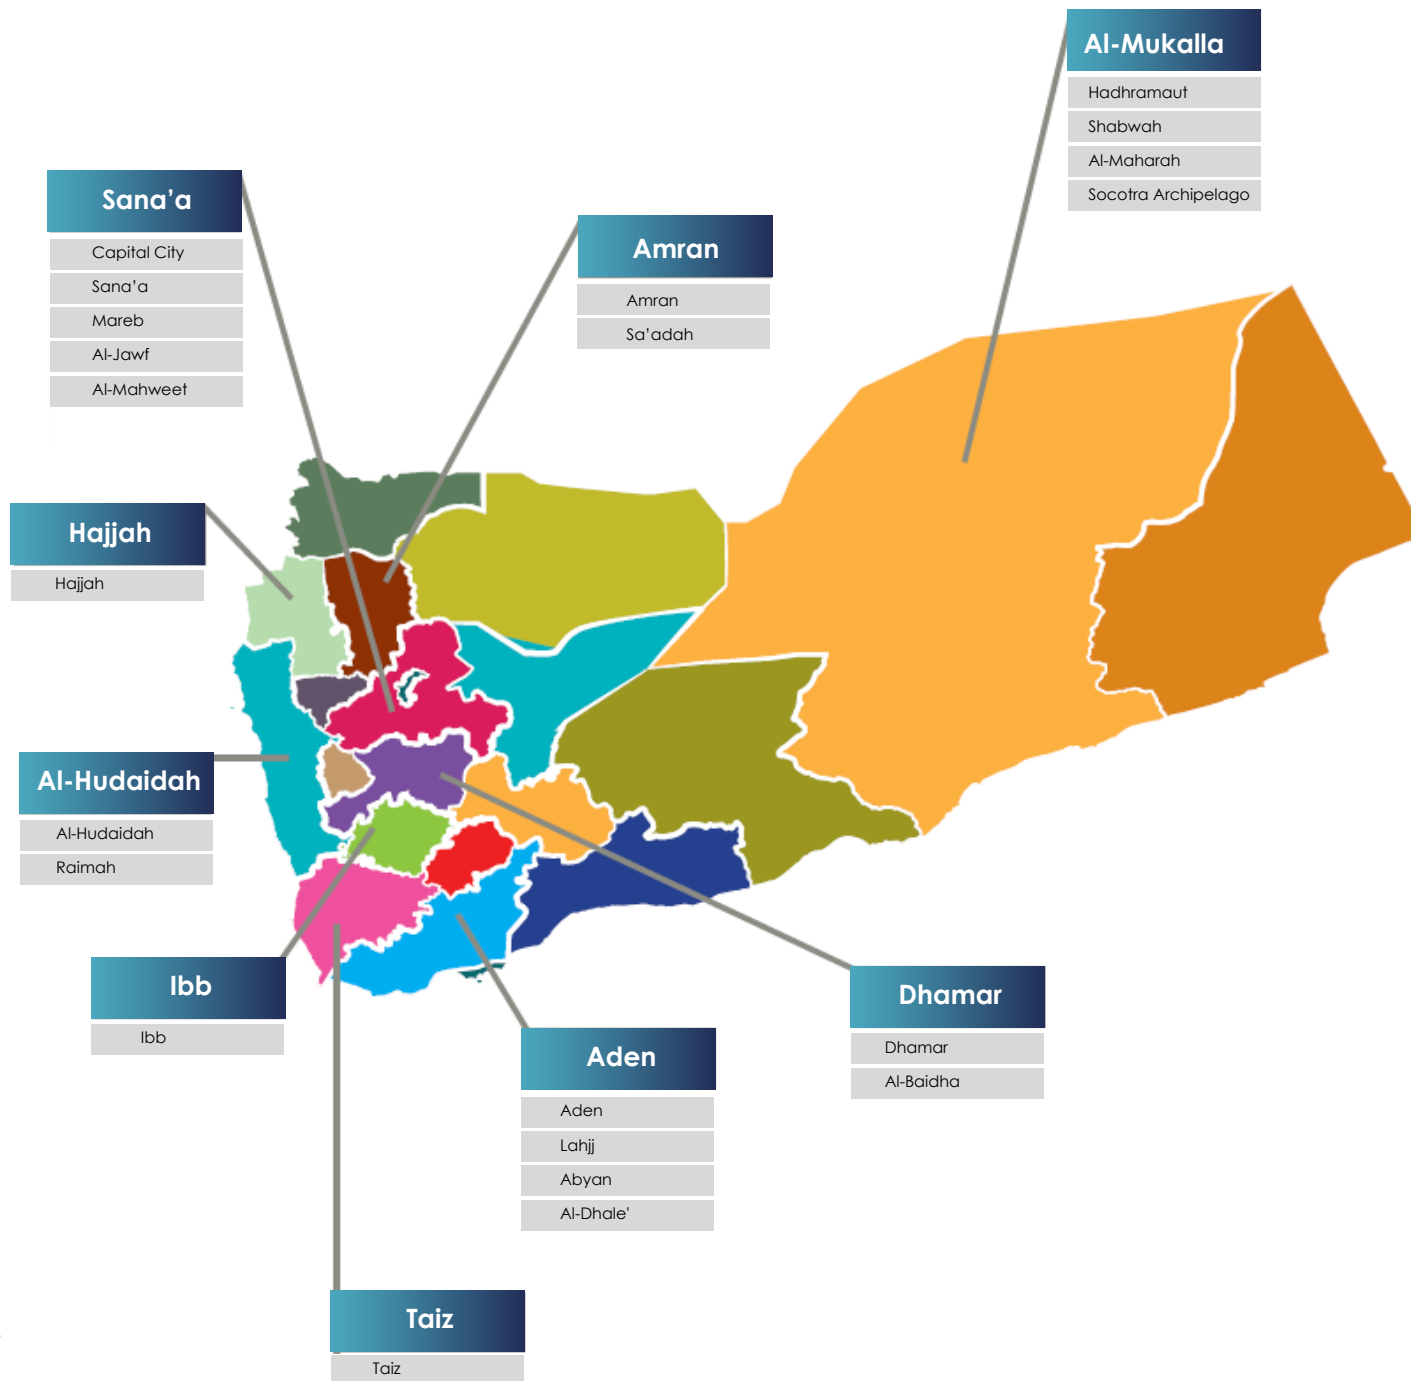 Al-Mukalla
Hadhramaut
Shabwah
Al-Maharah
Socotra Archipelago
Sana’a
Capital City
Sana’a
Mareb
Al-Jawf
Al-Mahweet
Amran
Amran
Sa’adah
Hajjah
Hajjah
Al-Hudaidah
Al-Hudaidah
Raimah
Ibb
Ibb
Dhamar
Dhamar
Al-Baidha
Aden
Aden
Lahjj
Abyan
Al-Dhale'
Taiz
Taiz